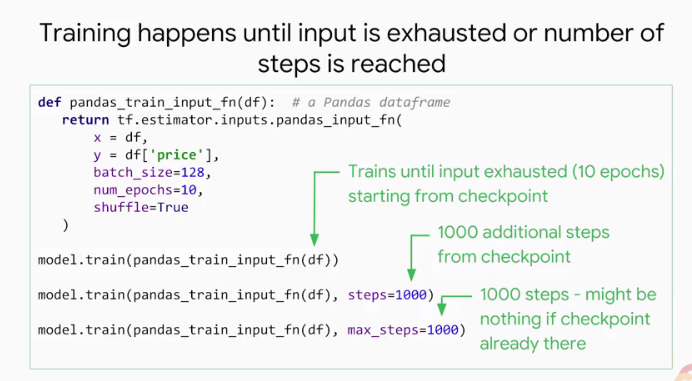 Training happens until input is exhausted or number of
steps is reached
def pandas_train_input_fn(df):  # a Pandas dataframe
   return tf.estimator.inputs.pandas_input_fn(
       x = df,
       y = df['price'],
       batch_size=128,
       num_epochs=10,
       shuffle=True
   )
Trains until input exhausted (10 epochs)
starting from checkpoint
model.train(pandas_train_input_fn(df))
1000 additional steps
from checkpoint
model.train(pandas_train_input_fn(df), steps=1000)
1000 steps - might be
nothing if checkpoint
already there
model.train(pandas_train_input_fn(df), max_steps=1000)